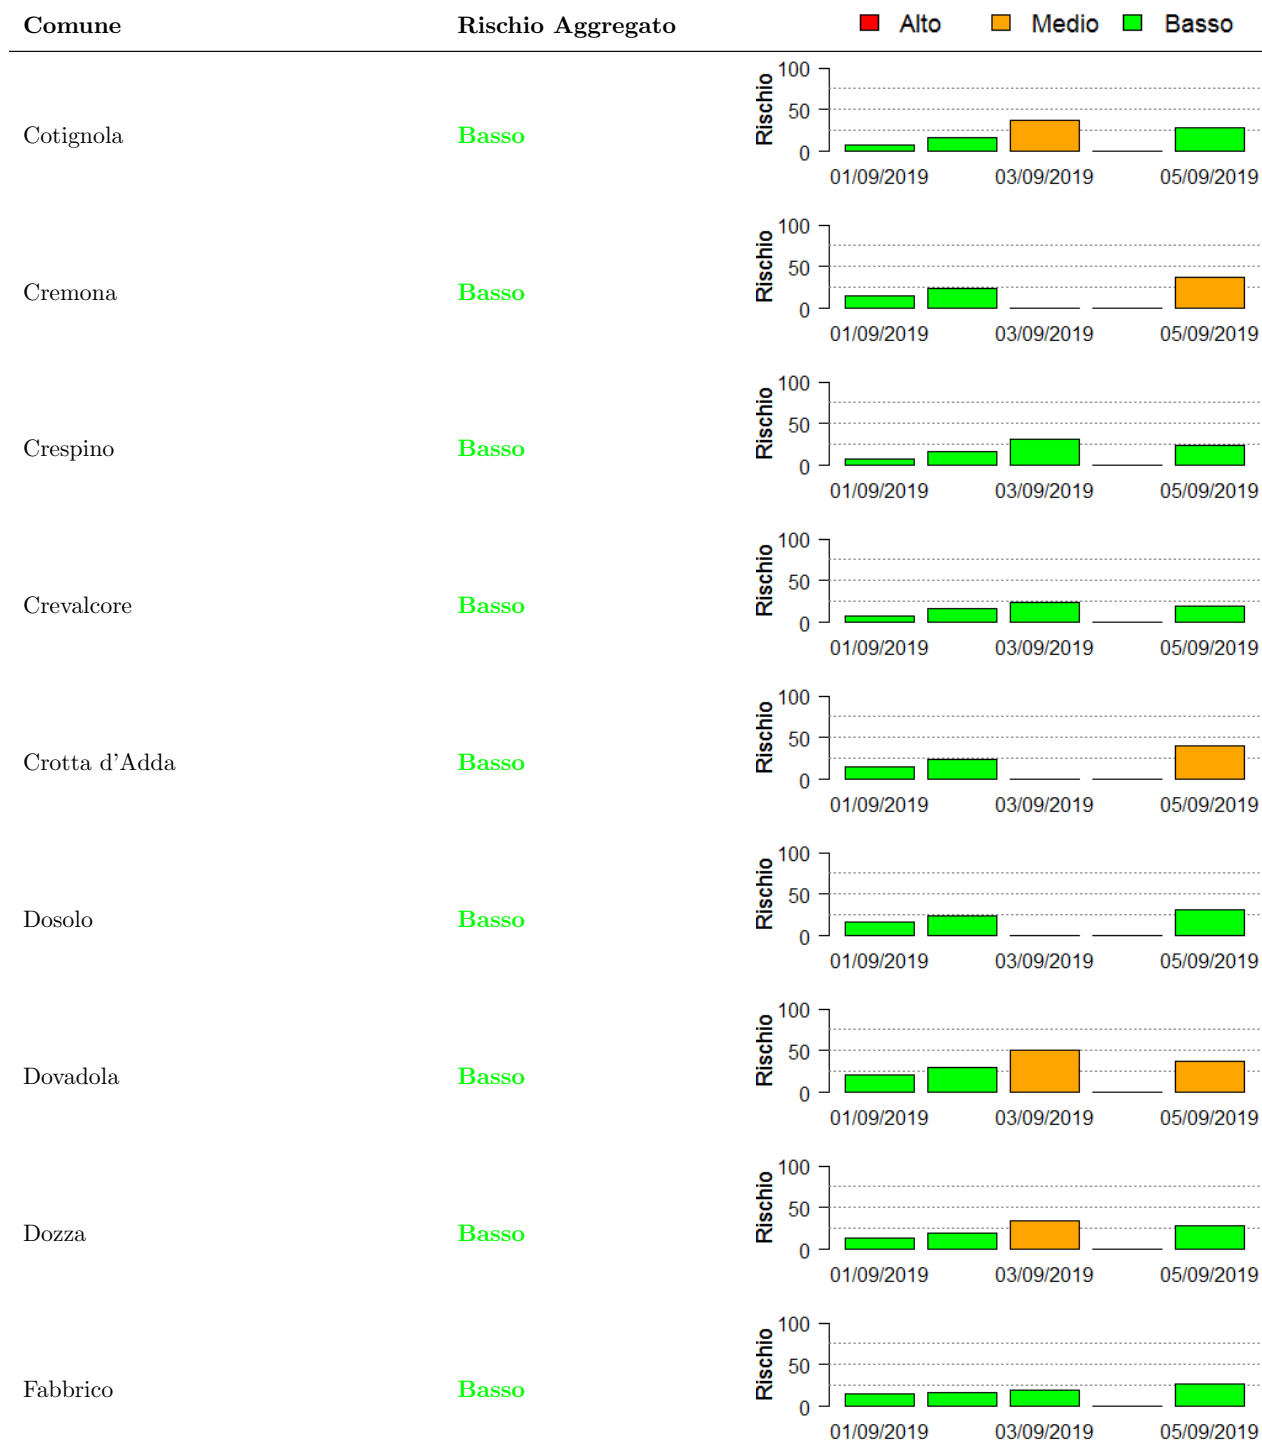 Comune Rischio Aggregato Alto Medio Basso
100
50
0
Rischio
Cotignola Basso
01/09/2019 03/09/2019 05/09/2019
100
50
0
Rischio
Cremona Basso
01/09/2019 03/09/2019 05/09/2019
100
50
0
Rischio
Crespino Basso
01/09/2019 03/09/2019 05/09/2019
100
50
0
Rischio
Crevalcore Basso
01/09/2019 03/09/2019 05/09/2019
100
50
0
Rischio
Crotta d'Adda Basso
01/09/2019 03/09/2019 05/09/2019
100
50
0
Rischio
Dosolo Basso
01/09/2019 03/09/2019 05/09/2019
100
50
0
Rischio
Dovadola Basso
01/09/2019 03/09/2019 05/09/2019
100
50
0
Rischio
Dozza Basso
01/09/2019 03/09/2019 05/09/2019
100
50
0
Rischio
Fabbrico Basso
01/09/2019 03/09/2019 05/09/2019